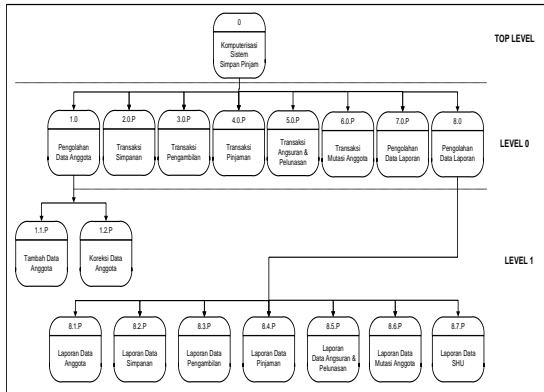 0
Komputerisasi
Sistem
Simpan Pinjam
TOP LEVEL
1.0
Pengolahan
Data Anggota
2.0.P
Transaksi
Simpanan
3.0.P
Transaksi
Pengambilan
4.0.P
Transaksi
Pinjaman
5.0.P
Transaksi
Angsuran &
Pelunasan
6.0.P
Transaksi
Mutasi Anggota
7.0.P
Pengolahan
Data Laporan
8.0
Pengolahan
Data Laporan
LEVEL 0
1.1.P
Tambah Data
Anggota
1.2.P
Koreksi Data
Anggota
LEVEL 1
8.1.P
Laporan Data
Anggota
8.2.P
Laporan Data
Simpanan
8.3.P
Laporan Data
Pengambilan
8.4.P
Laporan Data
Pinjaman
8.5.P
Laporan
Data Angsuran &
Pelunasan
8.6.P
Laporan Data
Mutasi Anggota
8.7.P
Laporan Data
SHU